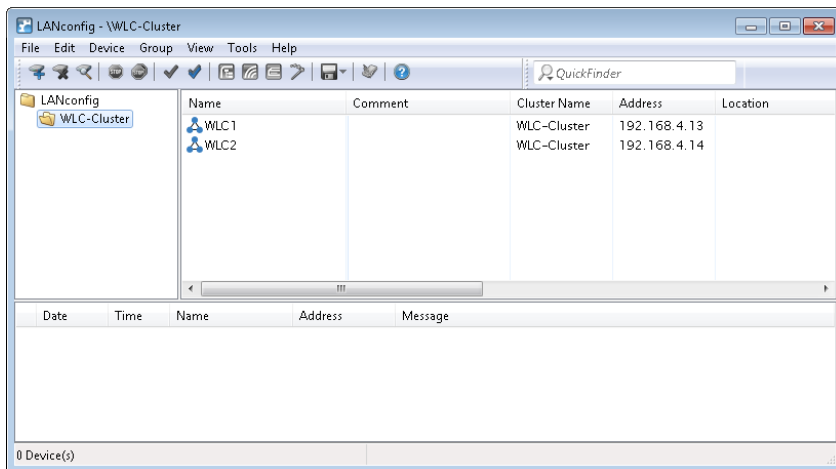 LANconfig - \WLC-Cluster
File Edit Device Group View Tools Help
QuickFinder
LANconfig
WLC-Cluster
Name Comment Cluster Name Address Location
WLC1 WLC-Cluster 192.168.4.13
WLC2 WLC-Cluster 192.168.4.14
Date Time Name Address Message
0 Device(s)